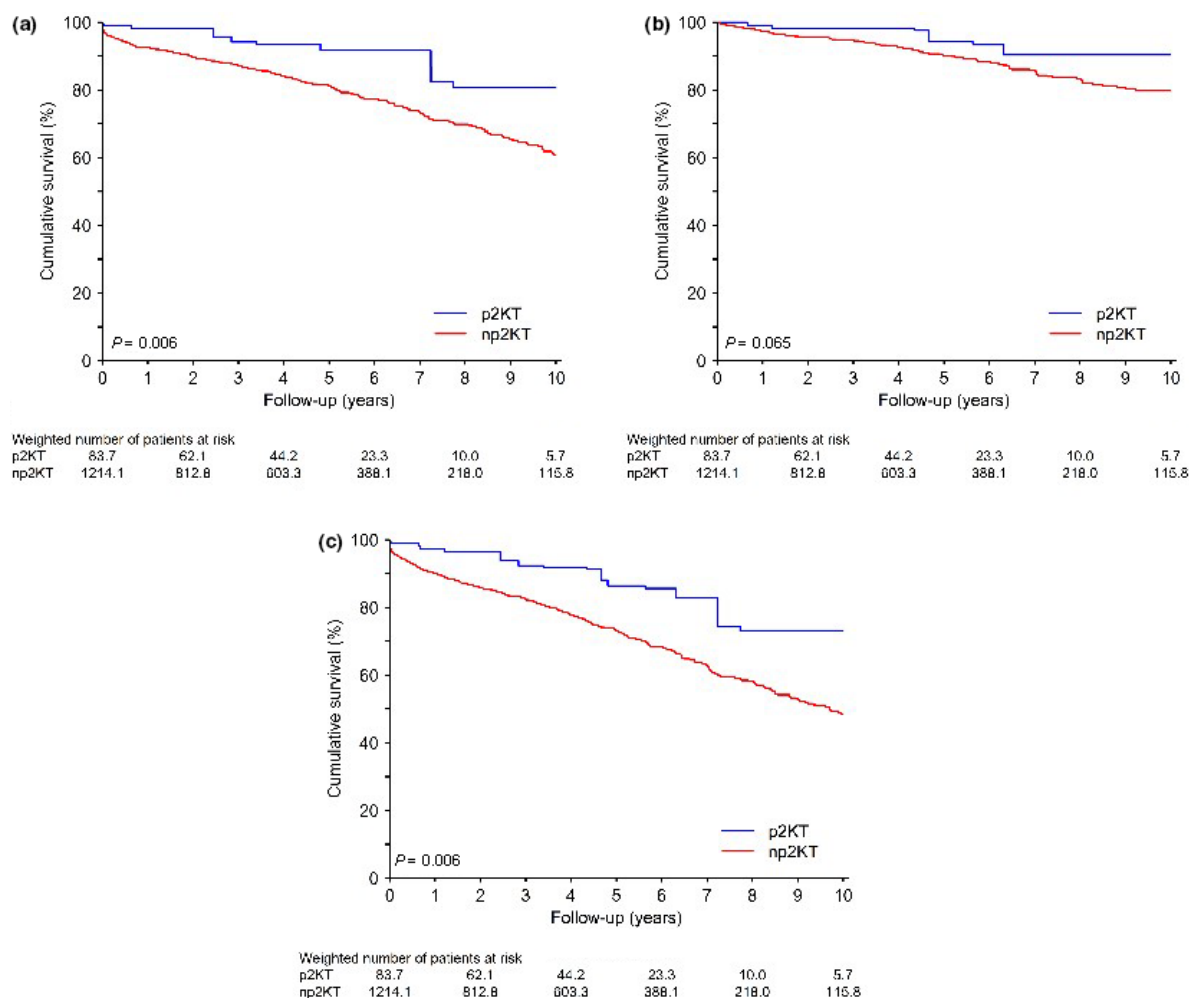 (a)
100
80
60
40
20
0
Cumulative survival (%)
p2KT
np2KT
P = 0.006
0 1 2 3 4 5 6 7 8 9 10
Follow-up (years)
Weighted number of patients at risk
p2KT 83.7 62.1 44.2 23.3 10.0 5.7
np2KT 1214.1 812.8 603.3 388.1 218.0 115.8
(b)
100
80
60
40
20
0
Cumulative survival (%)
p2KT
np2KT
P = 0.065
0 1 2 3 4 5 6 7 8 9 10
Follow-up (years)
Weighted number of patients at risk
p2KT 83.7 62.1 44.2 23.3 10.0 5.7
np2KT 1214.1 812.8 603.3 388.1 218.0 115.8
(c)
100
80
60
40
20
0
Cumulative survival (%)
p2KT
np2KT
P = 0.006
0 1 2 3 4 5 6 7 8 9 10
Follow-up (years)
Weighted number of patients at risk
p2KT 83.7 62.1 44.2 23.3 10.0 5.7
np2KT 1214.1 812.8 603.3 388.1 218.0 115.8